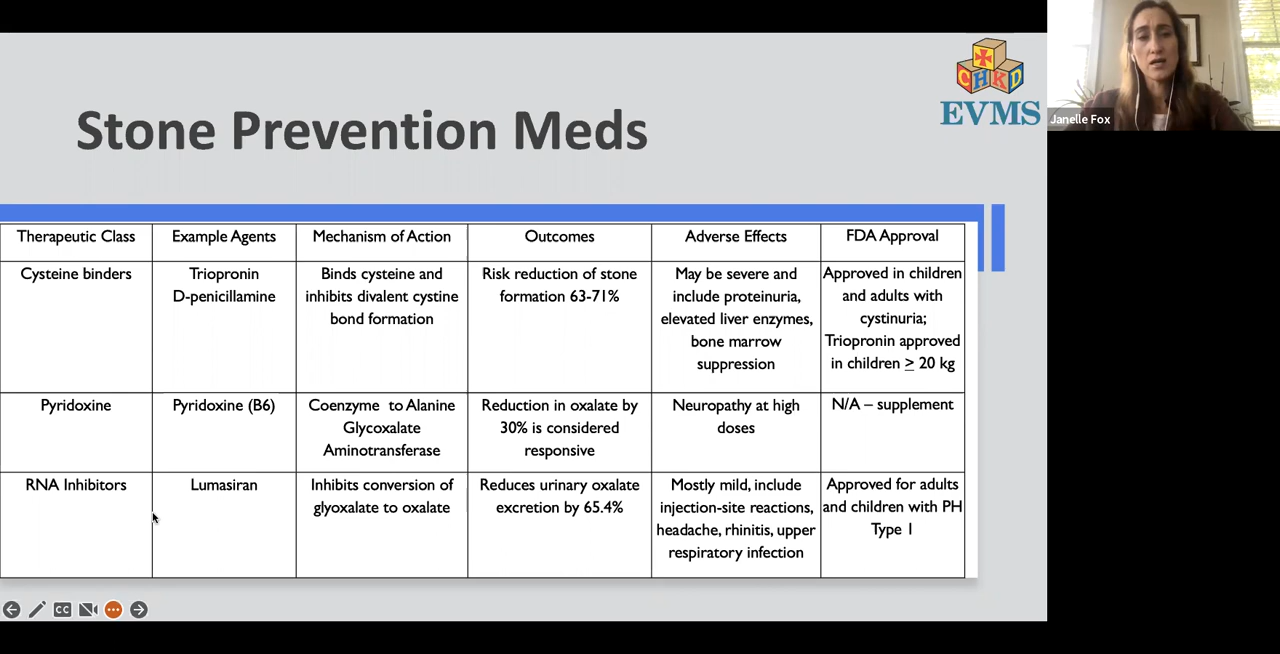 CHKD
EVMS
Janelle Fox
Stone Prevention Meds
Therapeutic Class
Example Agents
Mechanism of Action
Outcomes
Adverse Effects
FDA Approval
Cysteine binders
Triopronin
D-penicillamine
Binds cysteine and
inhibits divalent cystine
bond formation
Risk reduction of stone
formation 63-71%
May be severe and
include proteinuria,
elevated liver enzymes,
bone marrow
suppression
Approved in children
and adults with
cystinuria;
Triopronin approved
in children ≥ 20 kg
Pyridoxine
Pyridoxine (B6)
Coenzyme to Alanine
Glycoxalate
Aminotransferase
Reduction in oxalate by
30% is considered
responsive
Neuropathy at high
doses
N/A – supplement
RNA Inhibitors
Lumasiran
Inhibits conversion of
glyoxalate to oxalate
Reduces urinary oxalate
excretion by 65.4%
Mostly mild, include
injection-site reactions,
headache, rhinitis, upper
respiratory infection
Approved for adults
and children with PH
Type 1
CC